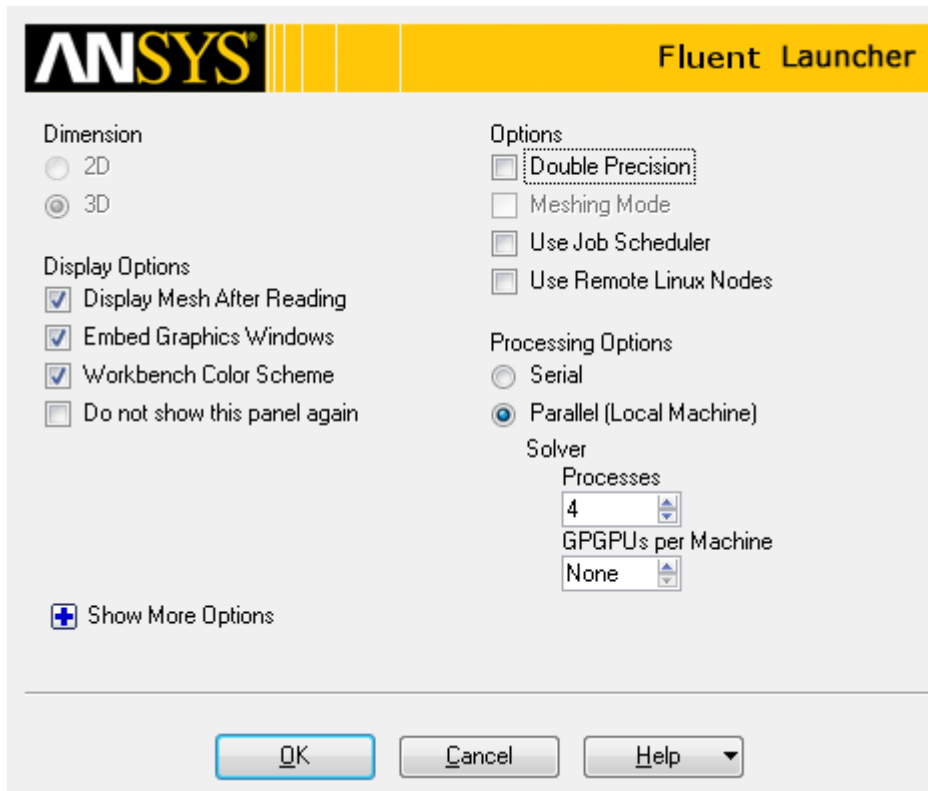 ANSYS®
Fluent Launcher
Dimension
2D
3D
Display Options
Display Mesh After Reading
Embed Graphics Windows
Workbench Color Scheme
Do not show this panel again
Show More Options
Options
Double Precision
Meshing Mode
Use Job Scheduler
Use Remote Linux Nodes
Processing Options
Serial
Parallel (Local Machine)
Solver
Processes
4
GPGPUs per Machine
None
OK
Cancel
Help